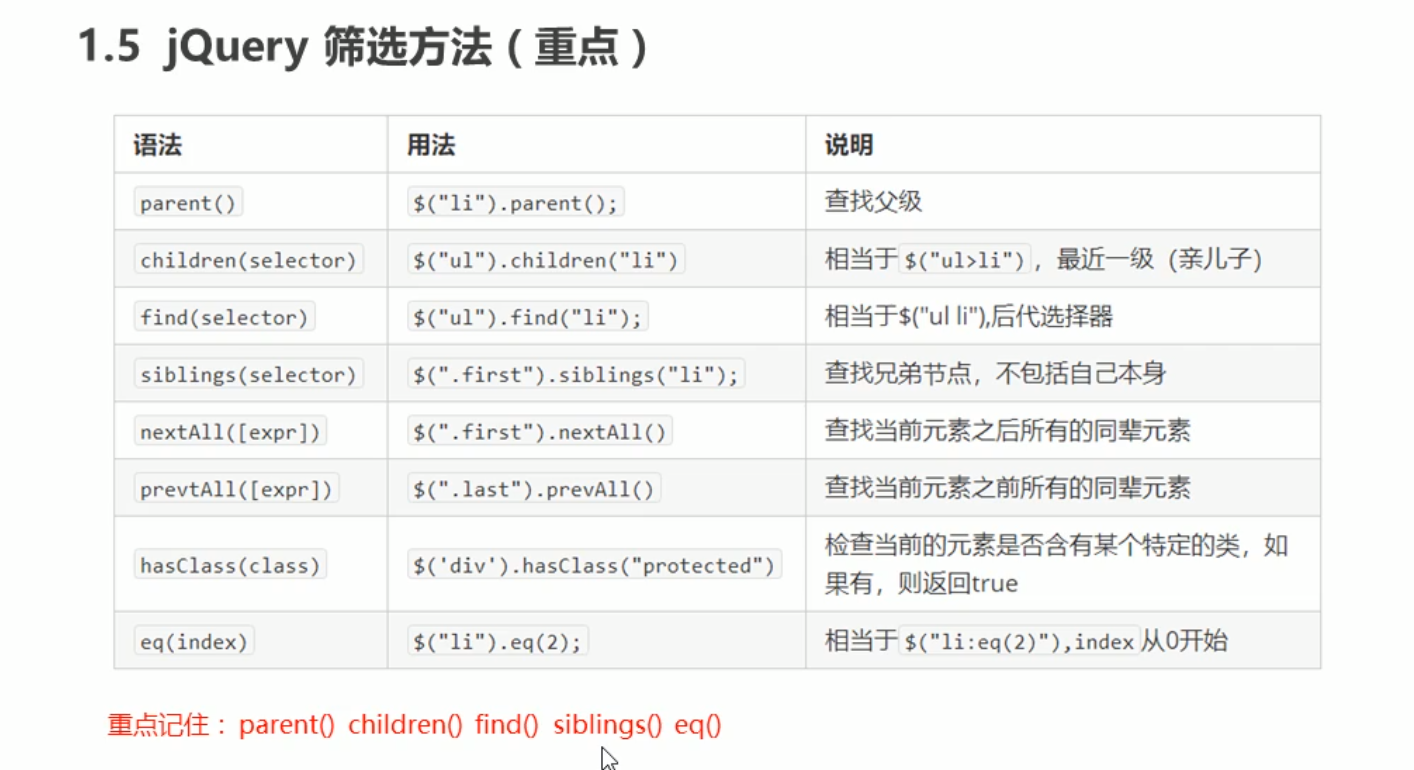 1.5 jQuery 筛选方法（重点）
语法 用法 说明
parent() $("li").parent(); 查找父级
children(selector) $("ul").children("li") 相当于$("ul>li")，最近一级（亲儿子）
find(selector) $("ul").find("li"); 相当于$("ul li"),后代选择器
siblings(selector) $(".first").siblings("li"); 查找兄弟节点，不包括自己本身
nextAll([expr]) $(".first").nextAll() 查找当前元素之后所有的同辈元素
prevtAll([expr]) $(".last").prevAll() 查找当前元素之前所有的同辈元素
hasClass(class) $('div').hasClass("protected") 检查当前的元素是否含有某个特定的类，如
果有，则返回true
eq(index) $("li").eq(2); 相当于$("li:eq(2)"),index从0开始
重点记住：parent() children() find() siblings() eq()